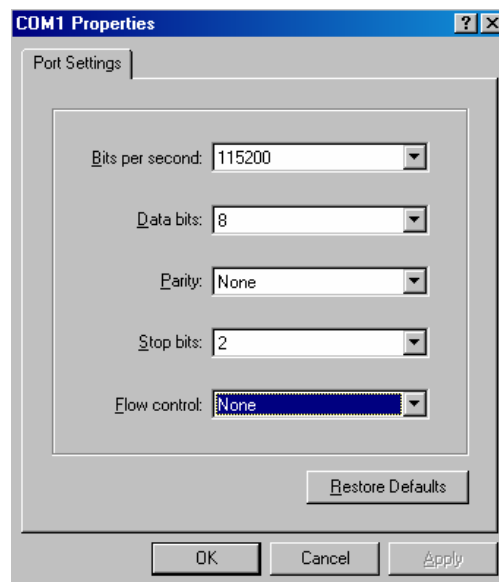 COM1 Properties
Port Settings
Bits per second: 115200
Data bits: 8
Parity: None
Stop bits: 2
Flow control: None
Restore Defaults
OK Cancel Apply